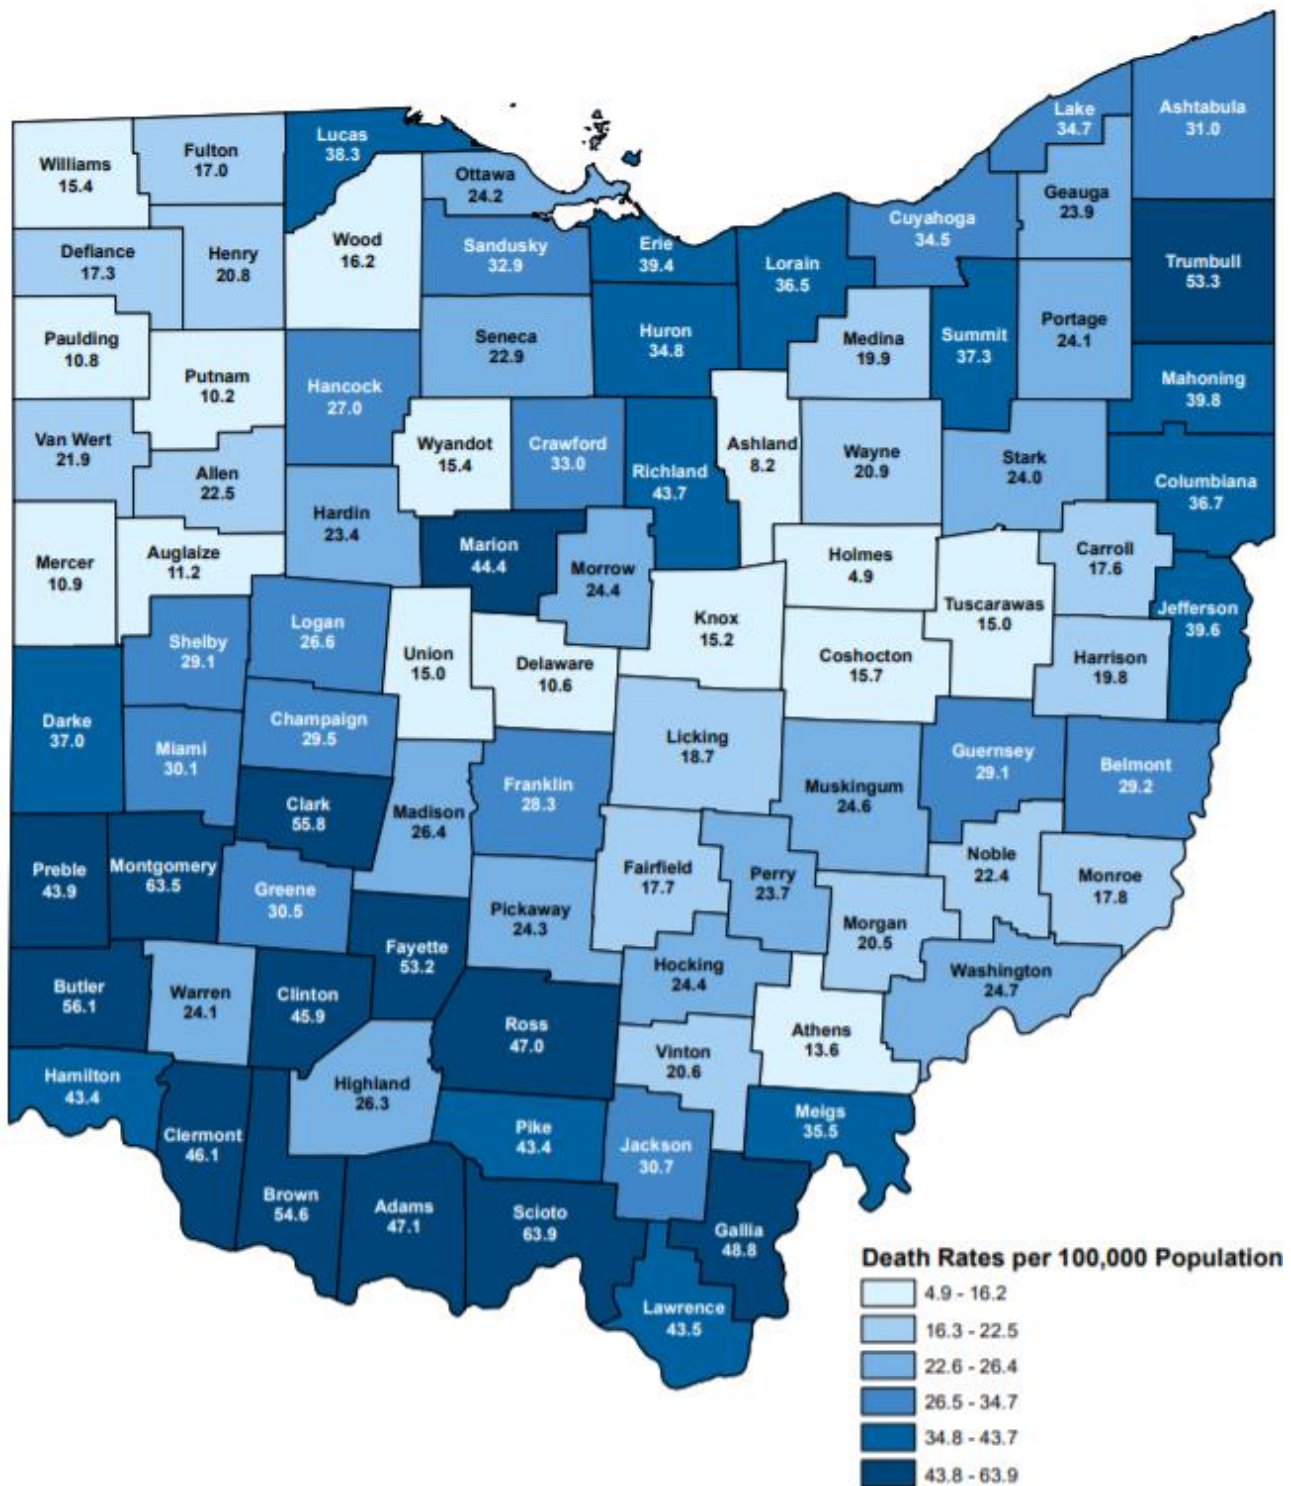 Lake
34.7
Ashtabula
31.0
Lucas
38.3
Fulton
17.0
Williams
15.4
Ottawa
24.2
Geauga
23.9
Cuyahoga
34.5
Wood
16.2
Sandusky
32.9
Erie
39.4
Defiance
17.3
Henry
20.8
Lorain
36.5
Trumbull
53.3
Paulding
10.8
Seneca
22.9
Huron
34.8
Medina
19.9
Summit
37.3
Portage
24.1
Putnam
10.2
Hancock
27.0
Mahoning
39.8
Van Wert
21.9
Wyandot
15.4
Crawford
33.0
Ashland
8.2
Wayne
20.9
Stark
24.0
Allen
22.5
Richland
43.7
Columbiana
36.7
Hardin
23.4
Marion
44.4
Mercer
10.9
Auglaize
11.2
Morrow
24.4
Holmes
4.9
Carroll
17.6
Tuscarawas
15.0
Jefferson
39.6
Logan
26.6
Knox
15.2
Shelby
29.1
Union
15.0
Delaware
10.6
Coshocton
15.7
Harrison
19.8
Darke
37.0
Champaign
29.5
Licking
18.7
Miami
30.1
Guernsey
29.1
Belmont
29.2
Franklin
28.3
Muskingum
24.6
Clark
55.8
Madison
26.4
Preble
43.9
Montgomery
63.5
Greene
30.5
Fairfield
17.7
Perry
23.7
Noble
22.4
Monroe
17.8
Pickaway
24.3
Morgan
20.5
Fayette
53.2
Hocking
24.4
Washington
24.7
Butler
56.1
Warren
24.1
Clinton
45.9
Ross
47.0
Athens
13.6
Vinton
20.6
Hamilton
43.4
Highland
26.3
Meigs
35.5
Clermont
46.1
Pike
43.4
Jackson
30.7
Brown
54.6
Adams
47.1
Scioto
63.9
Gallia
48.8
Lawrence
43.5
Death Rates per 100,000 Population
4.9 - 16.2
16.3 - 22.5
22.6 - 26.4
26.5 - 34.7
34.8 - 43.7
43.8 - 63.9